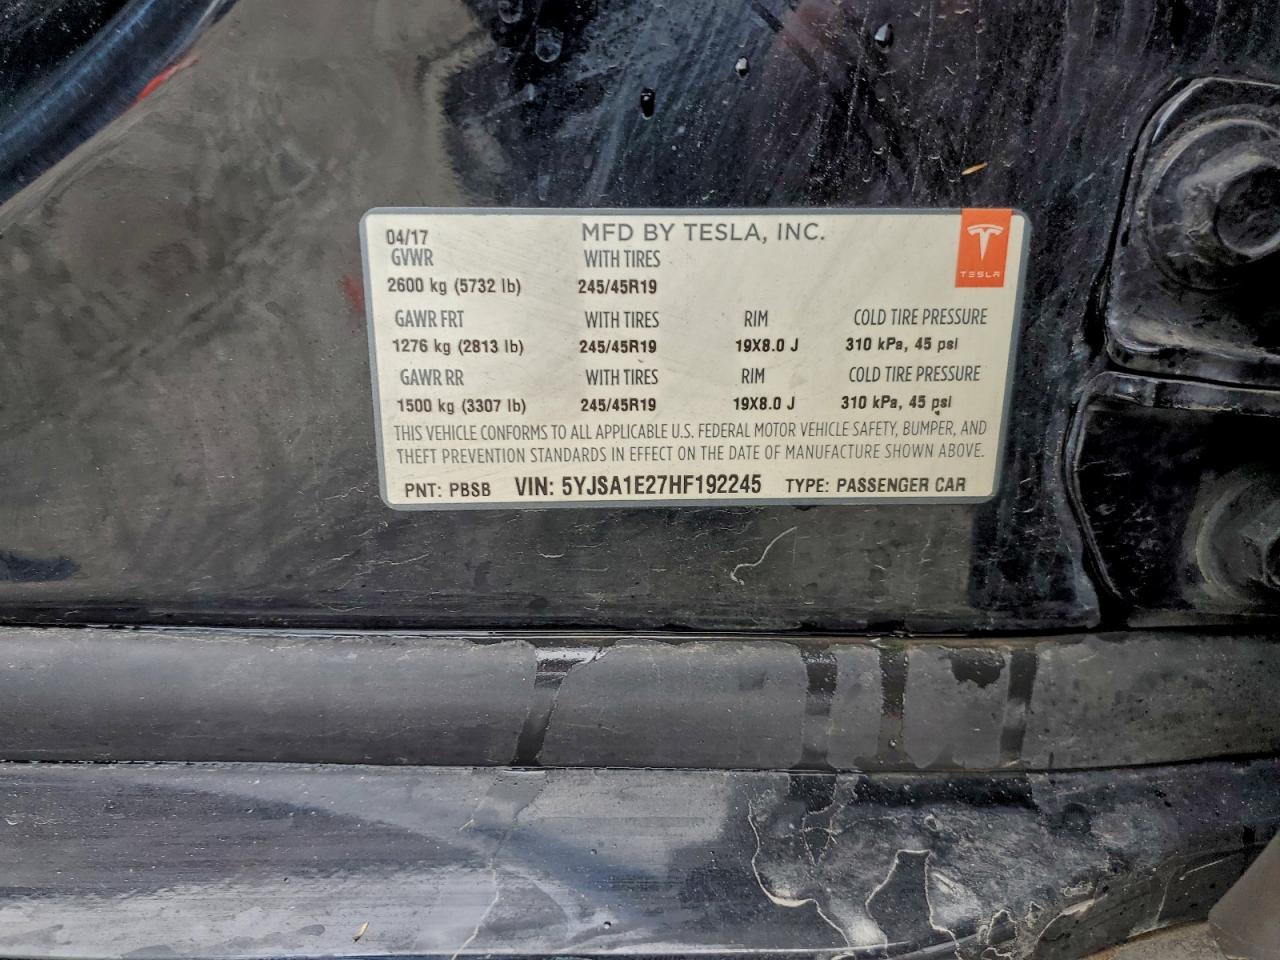 04/17 MFD BY TESLA, INC.
GVWR WITH TIRES
TESLA
2600 kg (5732 lb) 245/45R19
GAWR FRT WITH TIRES RIM COLD TIRE PRESSURE
1276 kg (2813 lb) 245/45R19 19X8.0 J 310 kPa, 45 psi
GAWR RR WITH TIRES RIM COLD TIRE PRESSURE
1500 kg (3307 lb) 245/45R19 19X8.0 J 310 kPa, 45 psi
THIS VEHICLE CONFORMS TO ALL APPLICABLE U.S. FEDERAL MOTOR VEHICLE SAFETY, BUMPER, AND
THEFT PREVENTION STANDARDS IN EFFECT ON THE DATE OF MANUFACTURE SHOWN ABOVE.
PNT: PBSB VIN: 5YJSA1E27HF192245 TYPE: PASSENGER CAR